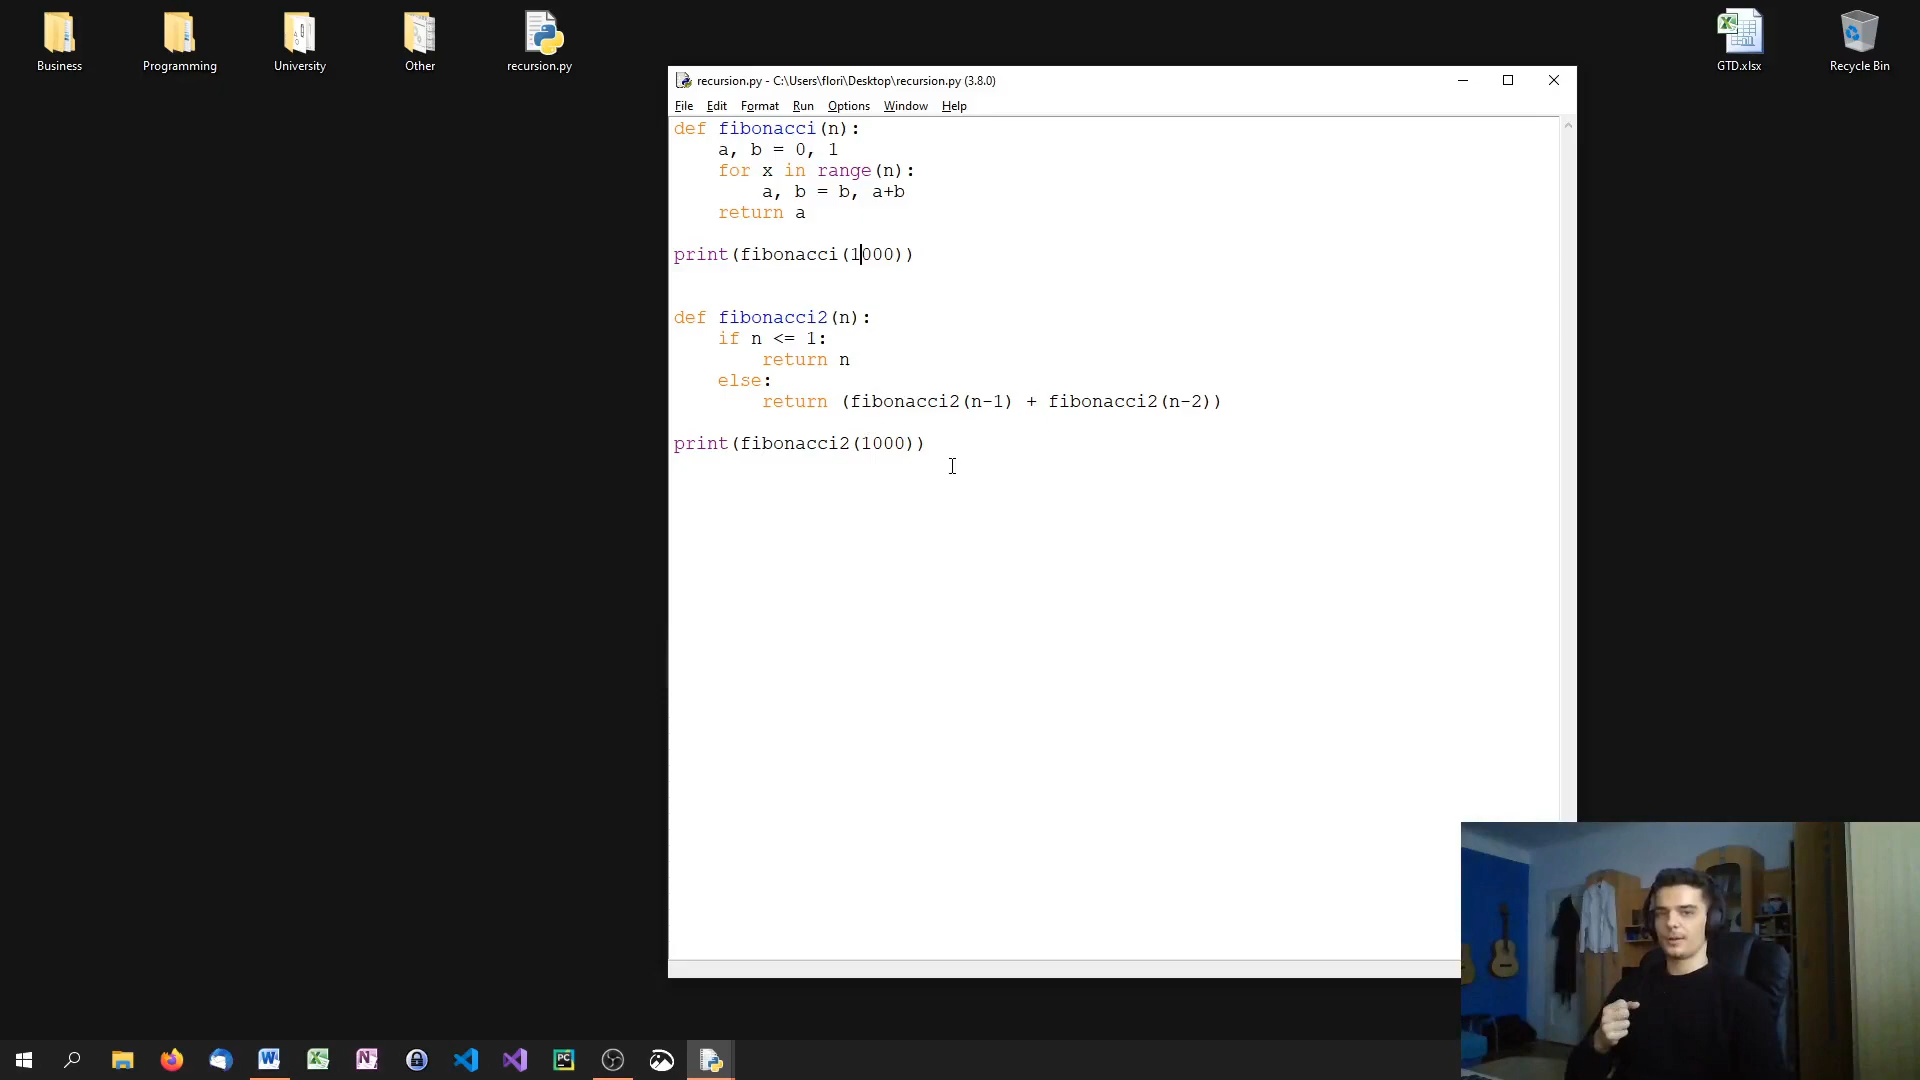 Business
Programming
University
Other
recursion.py
GTD.xlsx
Recycle Bin
recursion.py - C:\Users\flori\Desktop\recursion.py (3.8.0)
File Edit Format Run Options Window Help
def fibonacci(n):
    a, b = 0, 1
    for x in range(n):
        a, b = b, a+b
    return a
print(fibonacci(1000))
def fibonacci2(n):
    if n <= 1:
        return n
    else:
        return (fibonacci2(n-1) + fibonacci2(n-2))
print(fibonacci2(1000))